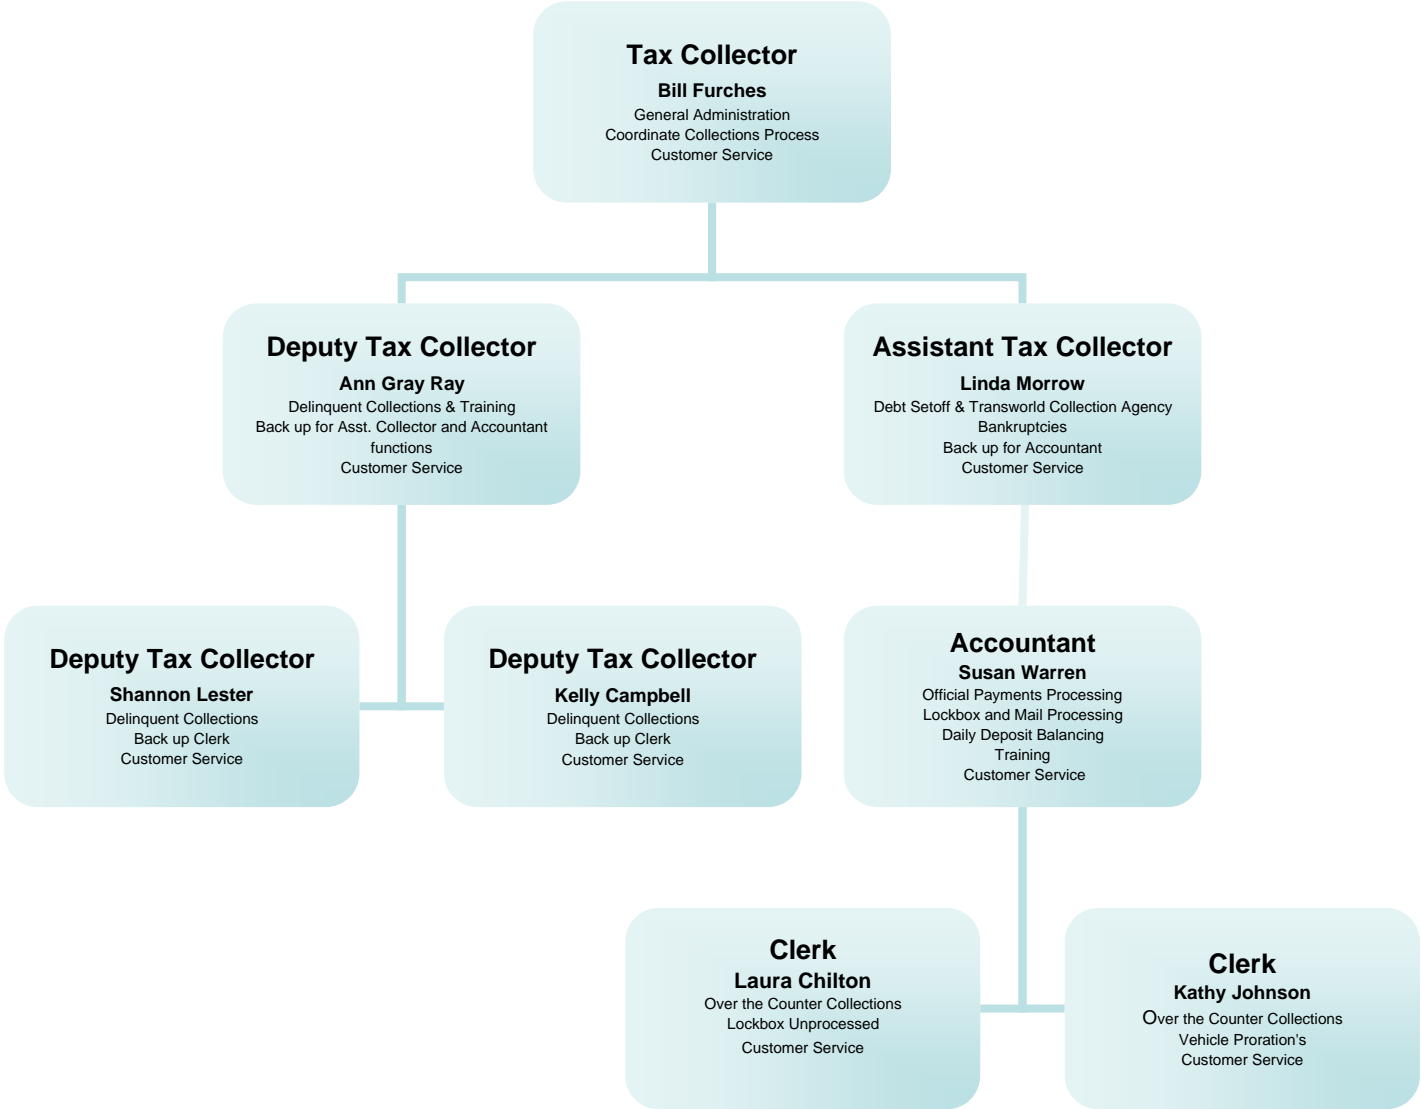 Tax Collector
Bill Furches
General Administration
Coordinate Collections Process
Customer Service
Deputy Tax Collector
Ann Gray Ray
Delinquent Collections & Training
Back up for Asst. Collector and Accountant
functions
Customer Service
Assistant Tax Collector
Linda Morrow
Debt Setoff & Transworld Collection Agency
Bankruptcies
Back up for Accountant
Customer Service
Deputy Tax Collector
Shannon Lester
Delinquent Collections
Back up Clerk
Customer Service
Deputy Tax Collector
Kelly Campbell
Delinquent Collections
Back up Clerk
Customer Service
Accountant
Susan Warren
Official Payments Processing
Lockbox and Mail Processing
Daily Deposit Balancing
Training
Customer Service
Clerk
Laura Chilton
Over the Counter Collections
Lockbox Unprocessed
Customer Service
Clerk
Kathy Johnson
Over the Counter Collections
Vehicle Proration's
Customer Service